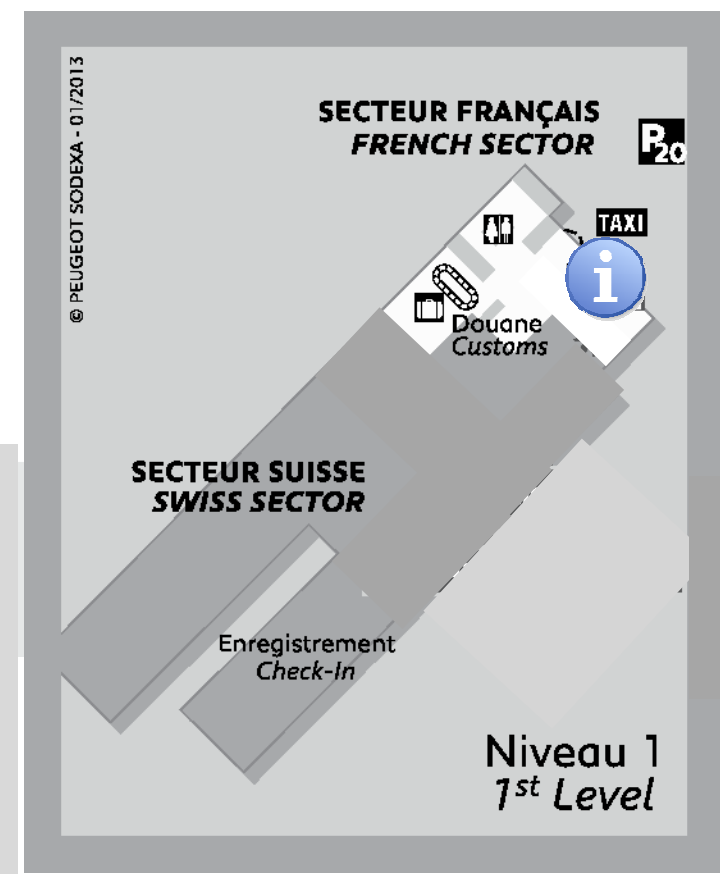 © PEUGEOT SODEXA - 01/2013
SECTEUR FRANÇAIS
FRENCH SECTOR
P20
TAXI
i
Douane
Customs
SECTEUR SUISSE
SWISS SECTOR
Enregistrement
Check-In
Niveau 1
1st Level